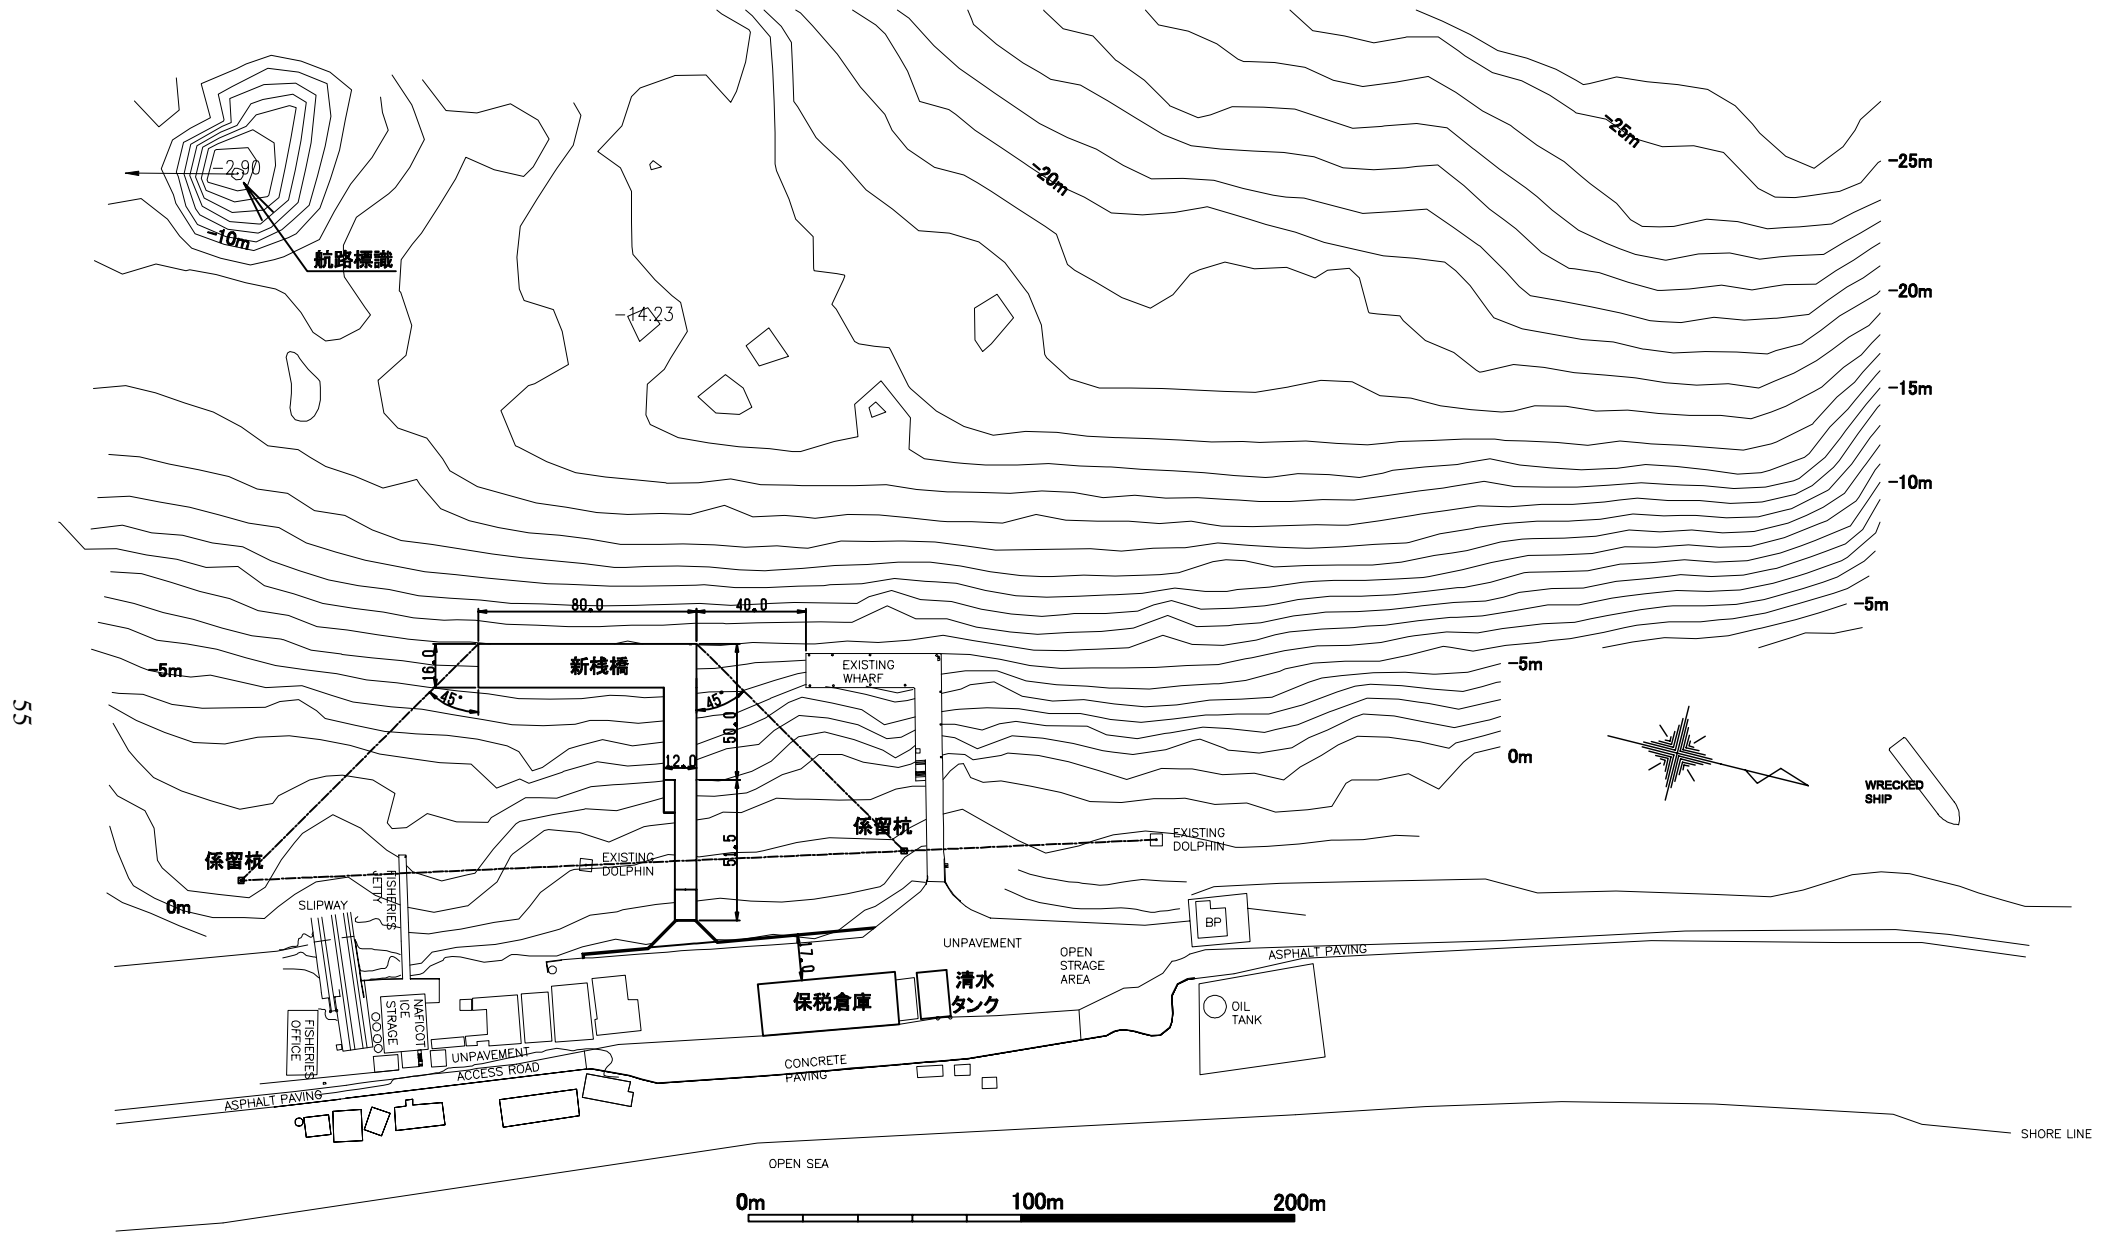 -25m
-25m
-2.90
-20m
-10m
航路標識
-20m
-14.23
-15m
-10m
80.0
40.0
-5m
16.0
新桟橋
EXISTING
WHARF
-5m
-5m
45°
45°
50.0
12.0
0m
WRECKED
SHIP
係留杭
係留杭
51.5
EXISTING
DOLPHIN
EXISTING
DOLPHIN
FISHERIES
JETTY
0m
SLIPWAY
BP
UNPAVEMENT
OPEN
STRAGE
AREA
ASPHALT PAVING
17.0
保税倉庫
清水
タンク
OIL
TANK
NAFICOT
ICE
STRAGE
FISHERIES
OFFICE
UNPAVEMENT
ACCESS ROAD
CONCRETE
PAVING
ASPHALT PAVING
SHORE LINE
OPEN SEA
0m
100m
200m
55